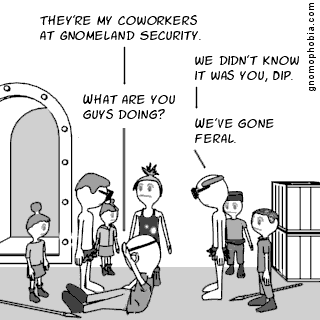 THEY'RE MY COWORKERS
AT GNOMELAND SECURITY.
WHAT ARE YOU
GUYS DOING?
WE DIDN'T KNOW
IT WAS YOU, DIP.
WE'VE GONE
FERAL.
gnomophobia.com